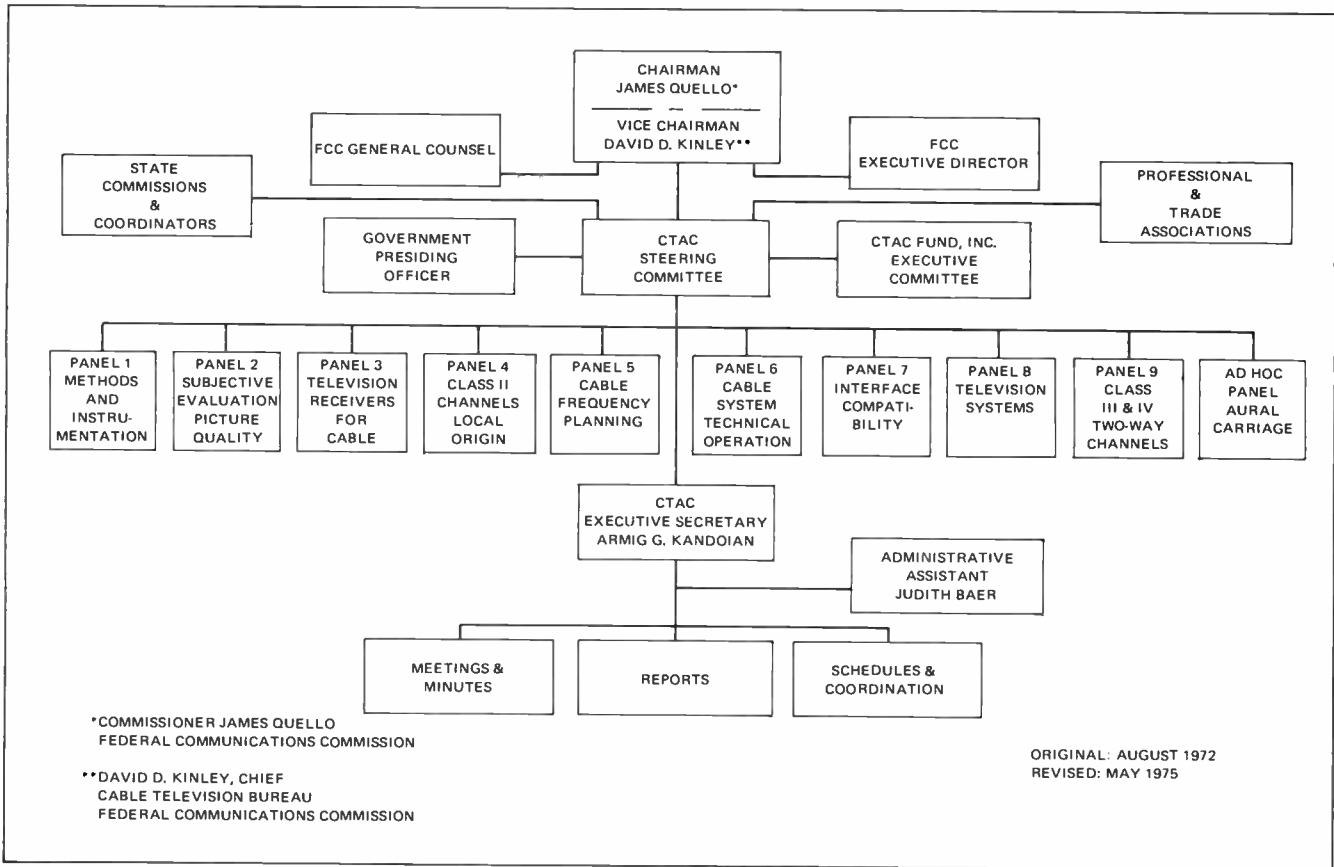 CHAIRMAN
JAMES QUELLO*
VICE CHAIRMAN
DAVID D. KINLEY**
FCC GENERAL COUNSEL
FCC
EXECUTIVE DIRECTOR
STATE
COMMISSIONS
&
COORDINATORS
PROFESSIONAL
&
TRADE
ASSOCIATIONS
GOVERNMENT
PRESIDING
OFFICER
CTAC
STEERING
COMMITTEE
CTAC FUND, INC.
EXECUTIVE
COMMITTEE
PANEL 1
METHODS
AND
INSTRU-
MENTATION
PANEL 2
SUBJECTIVE
EVALUATION
PICTURE
QUALITY
PANEL 3
TELEVISION
RECEIVERS
FOR
CABLE
PANEL 4
CLASS II
CHANNELS
LOCAL
ORIGIN
PANEL 5
CABLE
FREQUENCY
PLANNING
PANEL 6
CABLE
SYSTEM
TECHNICAL
OPERATION
PANEL 7
INTERFACE
COMPATI-
BILITY
PANEL 8
TELEVISION
SYSTEMS
PANEL 9
CLASS
III & IV
TWO-WAY
CHANNELS
AD HOC
PANEL
AURAL
CARRIAGE
CTAC
EXECUTIVE SECRETARY
ARMIG G. KANDOIAN
ADMINISTRATIVE
ASSISTANT
JUDITH BAER
MEETINGS &
MINUTES
REPORTS
SCHEDULES &
COORDINATION
*COMMISSIONER JAMES QUELLO
FEDERAL COMMUNICATIONS COMMISSION
**DAVID D. KINLEY, CHIEF
CABLE TELEVISION BUREAU
FEDERAL COMMUNICATIONS COMMISSION
ORIGINAL: AUGUST 1972
REVISED: MAY 1975